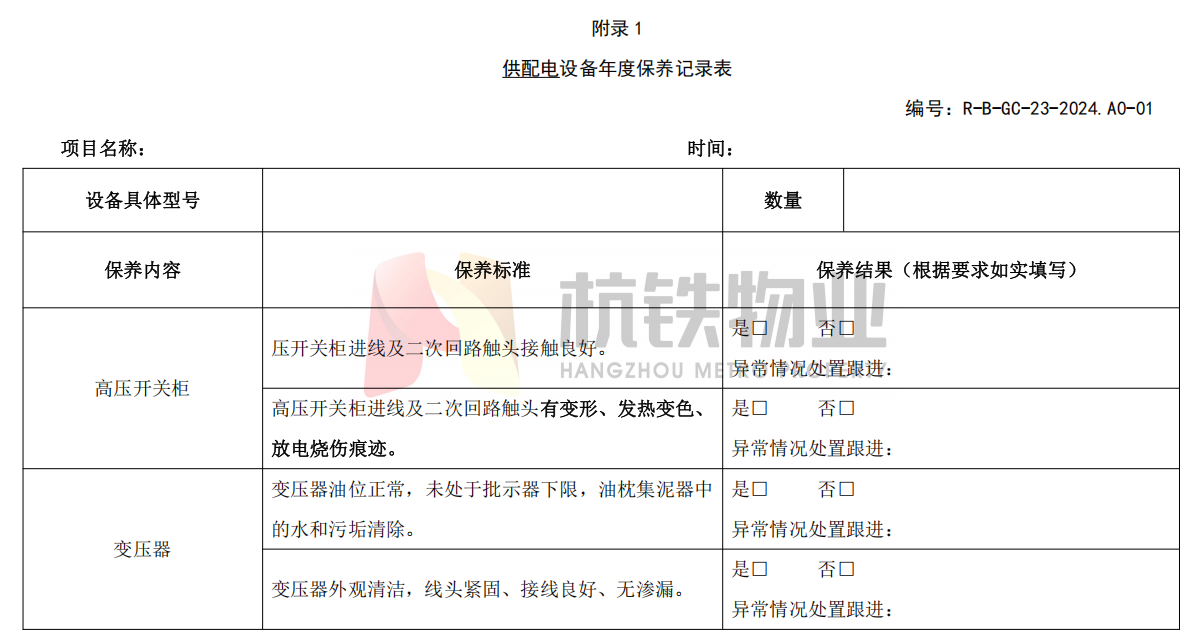 附录 1
供配电设备年度保养记录表
编号：R-B-GC-23-2024.A0-01
项目名称： 时间：
设备具体型号 数量
保养内容 保养标准 保养结果（根据要求如实填写）
杭铁物业
HANGZHOU METRO PROPERTY
高压开关柜
压开关柜进线及二次回路触头接触良好。
是□ 否□
异常情况处置跟进：
高压开关柜进线及二次回路触头有变形、发热变色、
放电烧伤痕迹。
是□ 否□
异常情况处置跟进：
变压器
变压器油位正常，未处于批示器下限，油枕集泥器中
的水和污垢清除。
是□ 否□
异常情况处置跟进：
变压器外观清洁，线头紧固、接线良好、无渗漏。
是□ 否□
异常情况处置跟进：